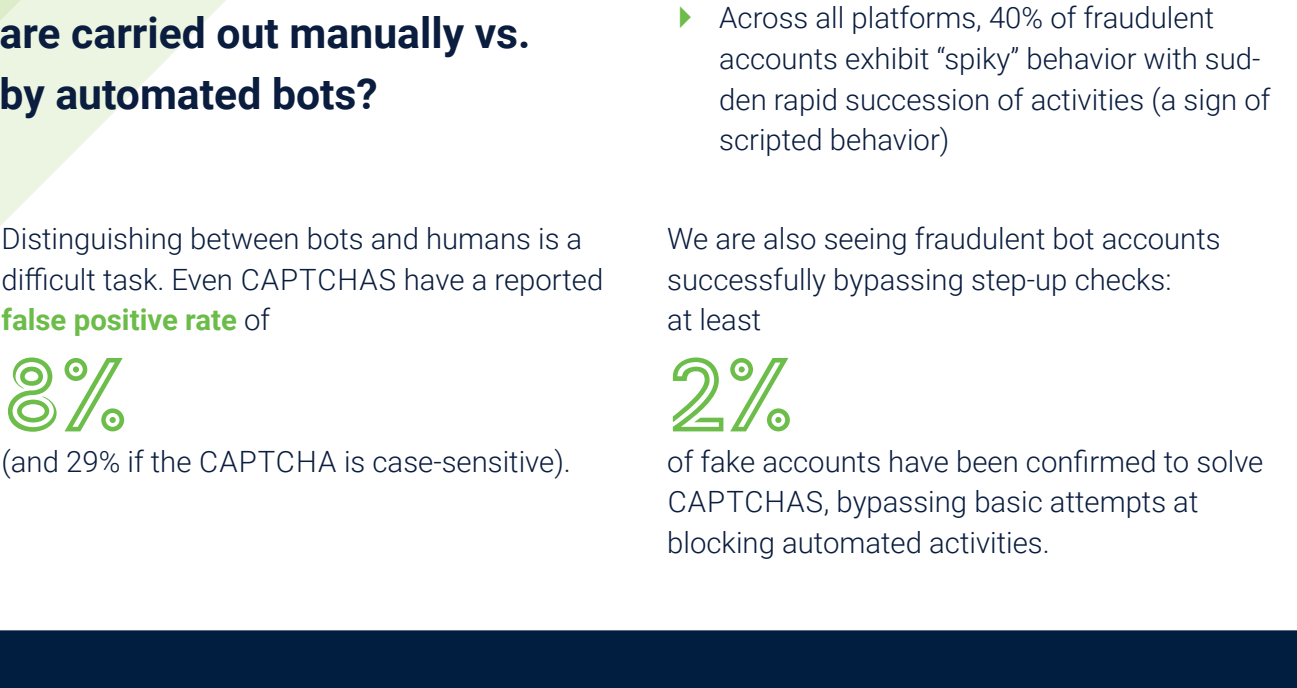 are carried out manually vs.
by automated bots?
Distinguishing between bots and humans is a
difficult task. Even CAPTCHAS have a reported
false positive rate of
8%
(and 29% if the CAPTCHA is case-sensitive).
Across all platforms, 40% of fraudulent
accounts exhibit “spiky” behavior with sud-
den rapid succession of activities (a sign of
scripted behavior)
We are also seeing fraudulent bot accounts
successfully bypassing step-up checks:
at least
2%
of fake accounts have been confirmed to solve
CAPTCHAS, bypassing basic attempts at
blocking automated activities.